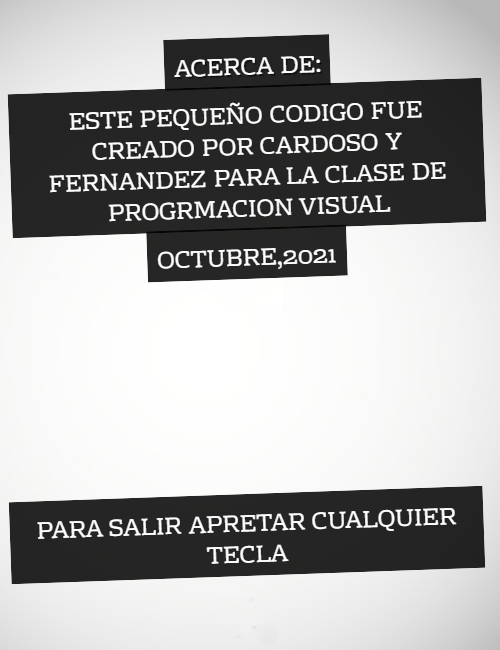 ACERCA DE:
ESTE PEQUEÑO CODIGO FUE
CREADO POR CARDOSO Y
FERNANDEZ PARA LA CLASE DE
PROGRMACION VISUAL
OCTUBRE,2021
PARA SALIR APRETAR CUALQUIER
TECLA